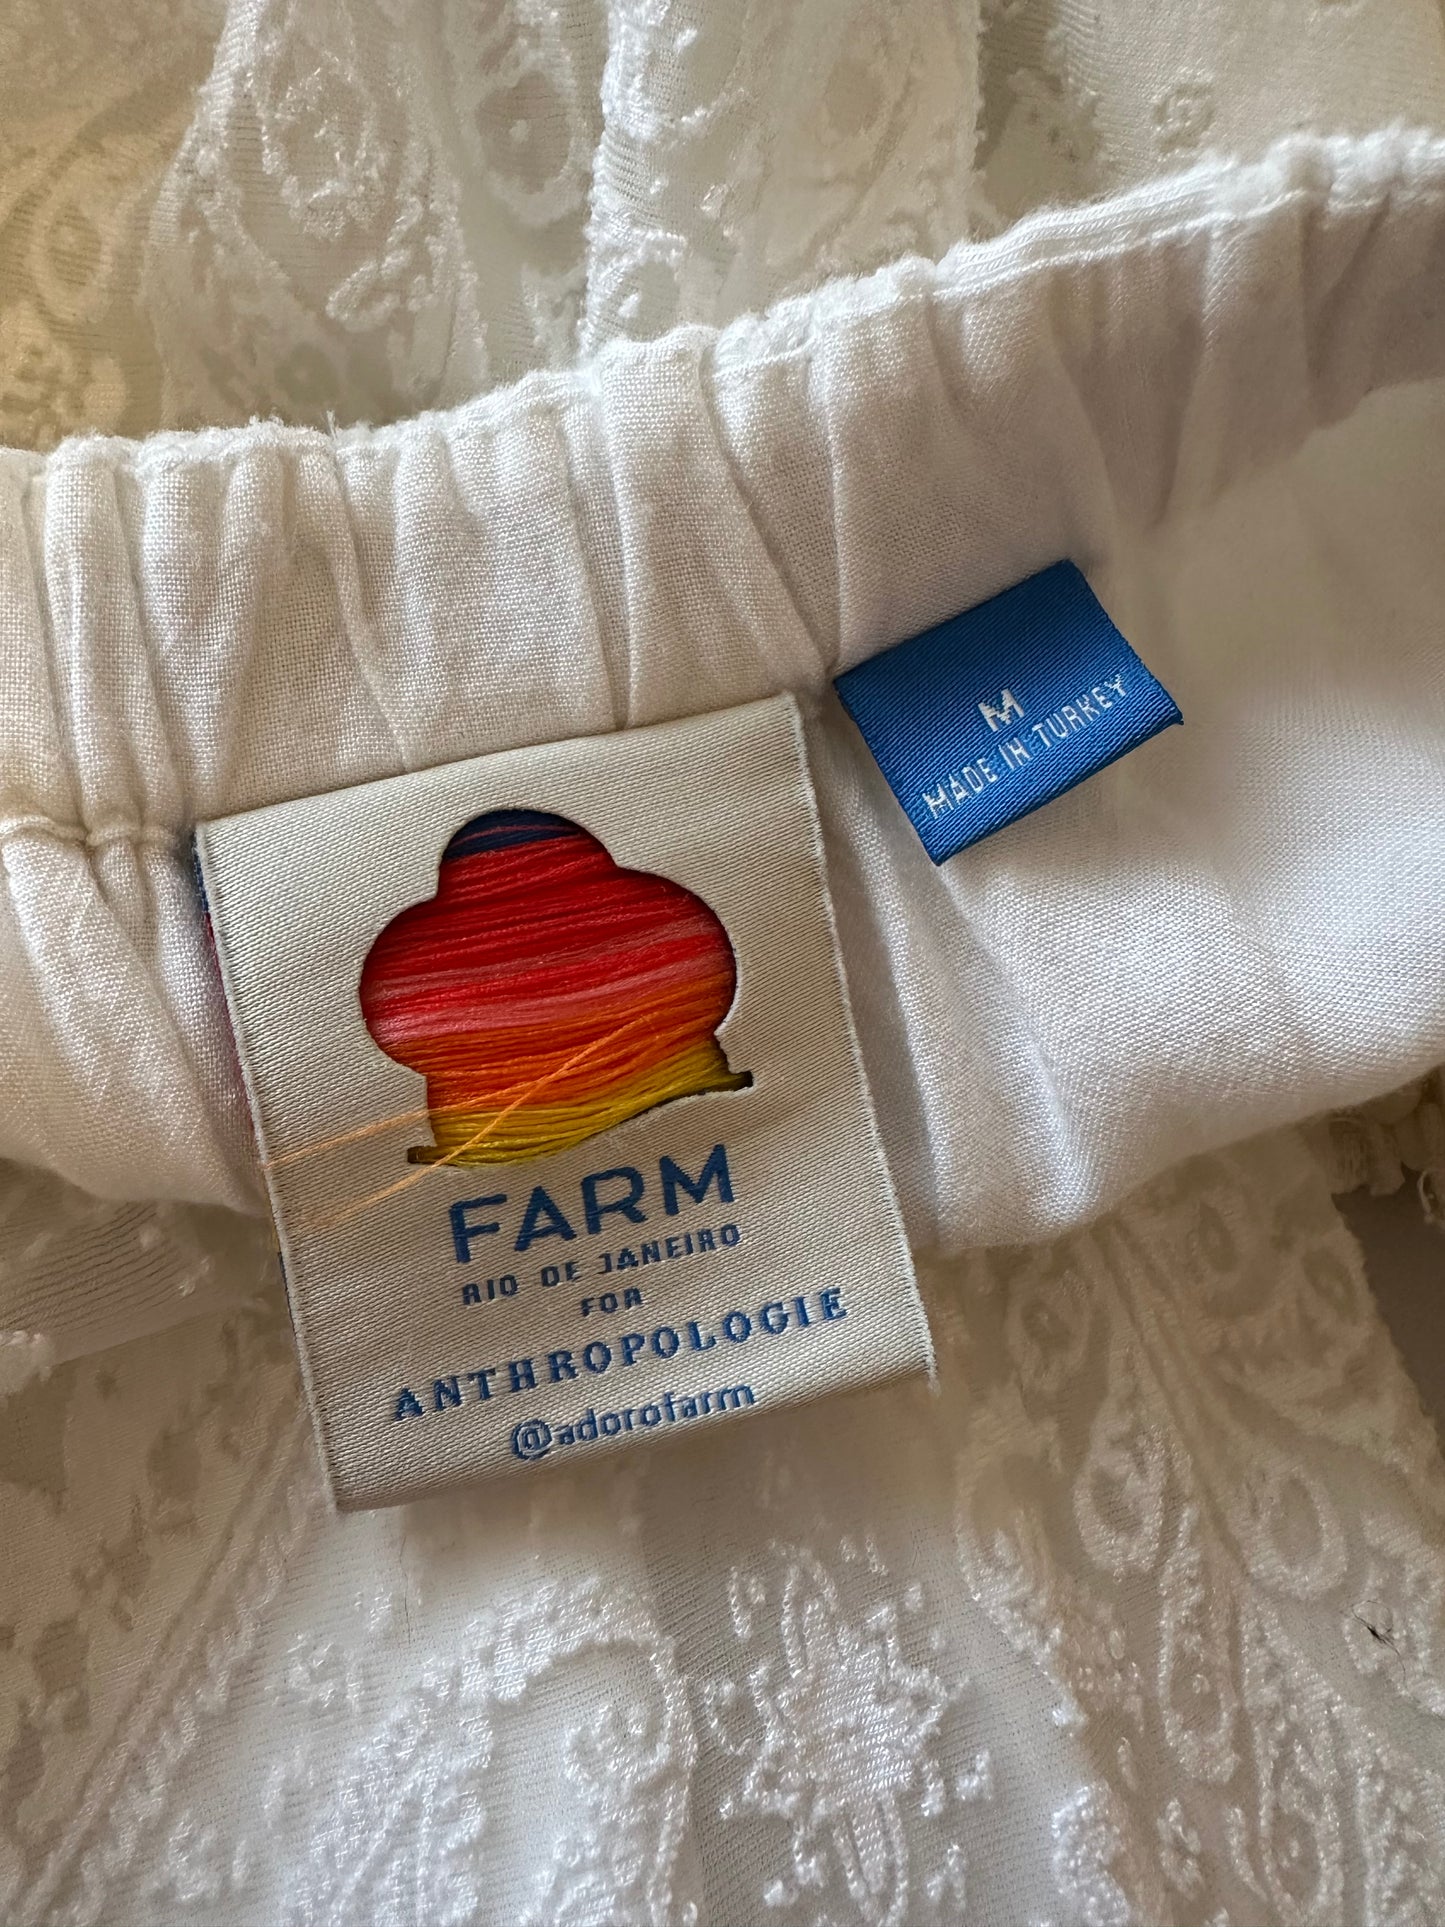 M
MADE IN TURKEY
FARM
RIO DE JANEIRO
FOR
ANTHROPOLOGIE
@adorofarm